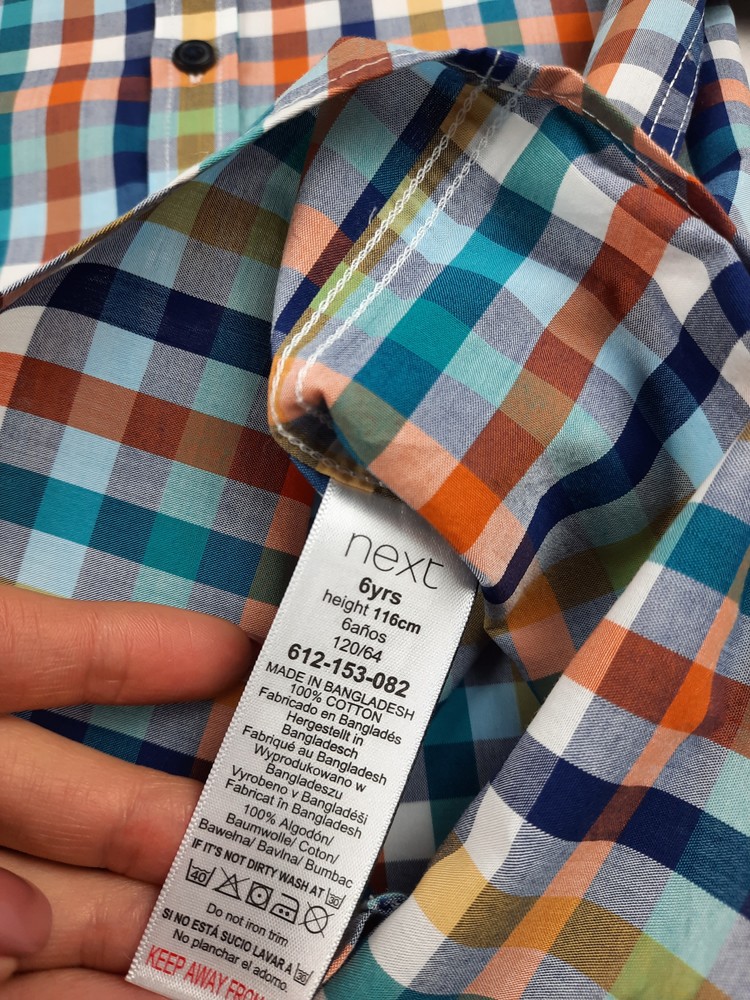 next
6yrs
height 116cm
6años
120/64
612-153-082
MADE IN BANGLADESH
100% COTTON
Fabricado en Bangladés
Hergestellt in
Bangladesch
Fabriqué au Bangladesh
Wyprodukowano w
Bangladeszu
Vyrobeno v Bangladéši
Fabricat în Bangladesh
100% Algodón/
Baumwolle/ Coton/
Bawełna/ Bavlna/ Bumbac
IF IT'S NOT DIRTY WASH AT 30
40
Do not iron trim
SI NO ESTÁ SUCIO LAVAR A 30
No planchar el adorno.
KEEP AWAY FROM